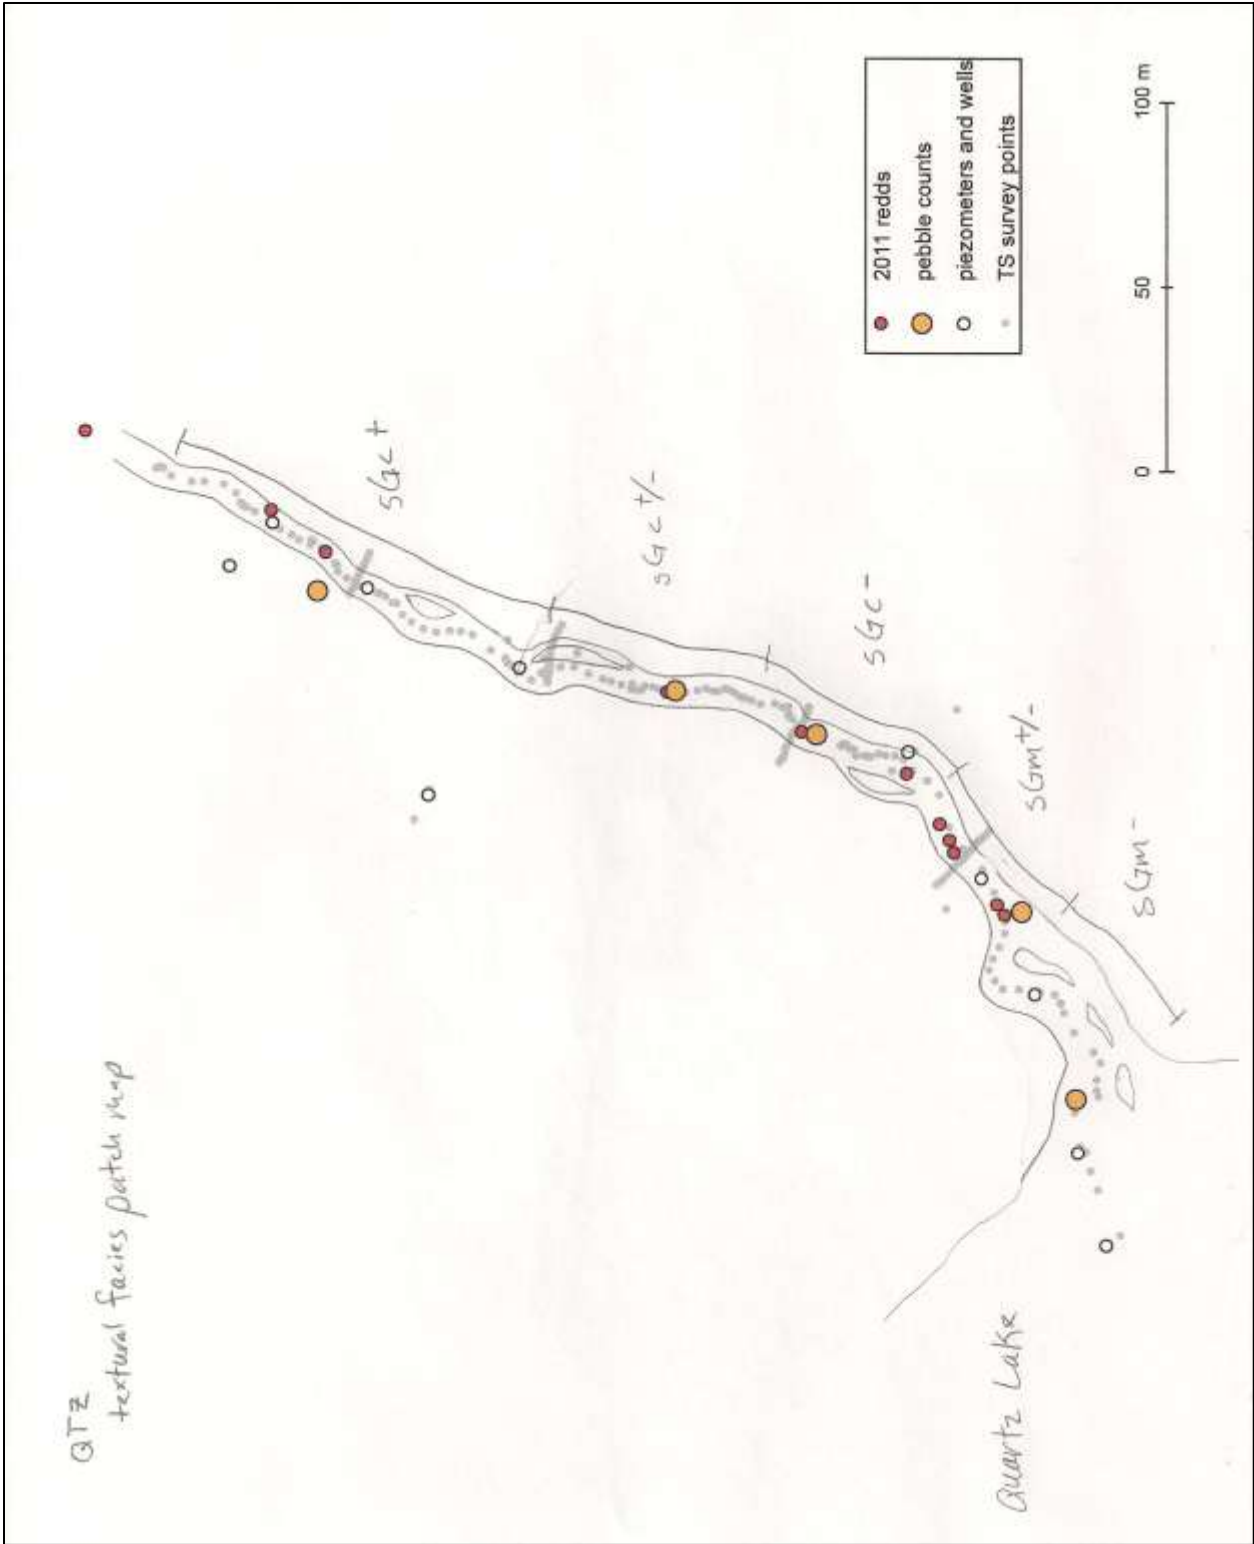 QTZ
textural facies patch map
SGc +
SGc +/-
SGc -
SGm +/-
SGm -
Quartz Lake
2011 redds
pebble counts
piezometers and wells
TS survey points
0
50
100 m